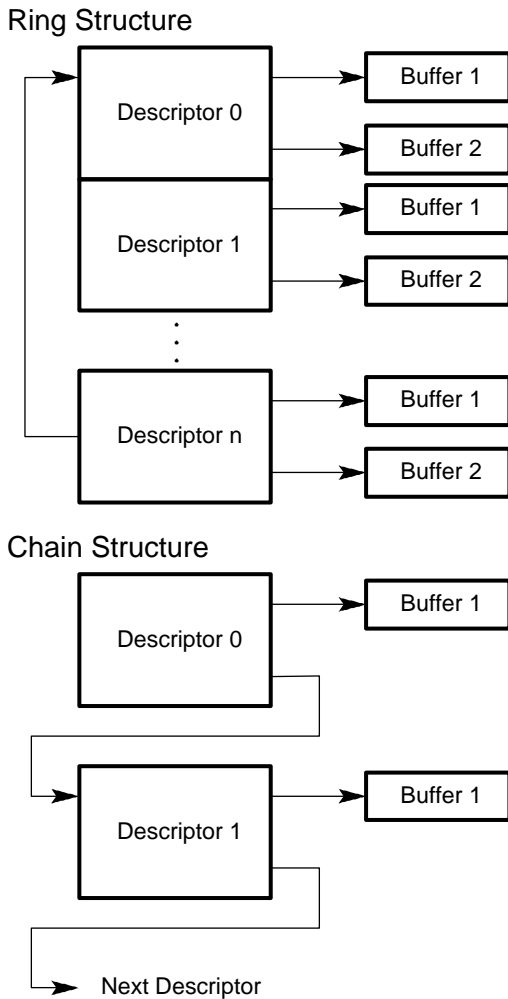 Ring Structure
Descriptor 0
Buffer 1
Buffer 2
Descriptor 1
Buffer 1
Buffer 2
Descriptor n
Buffer 1
Buffer 2
Chain Structure
Descriptor 0
Buffer 1
Descriptor 1
Buffer 1
Next Descriptor